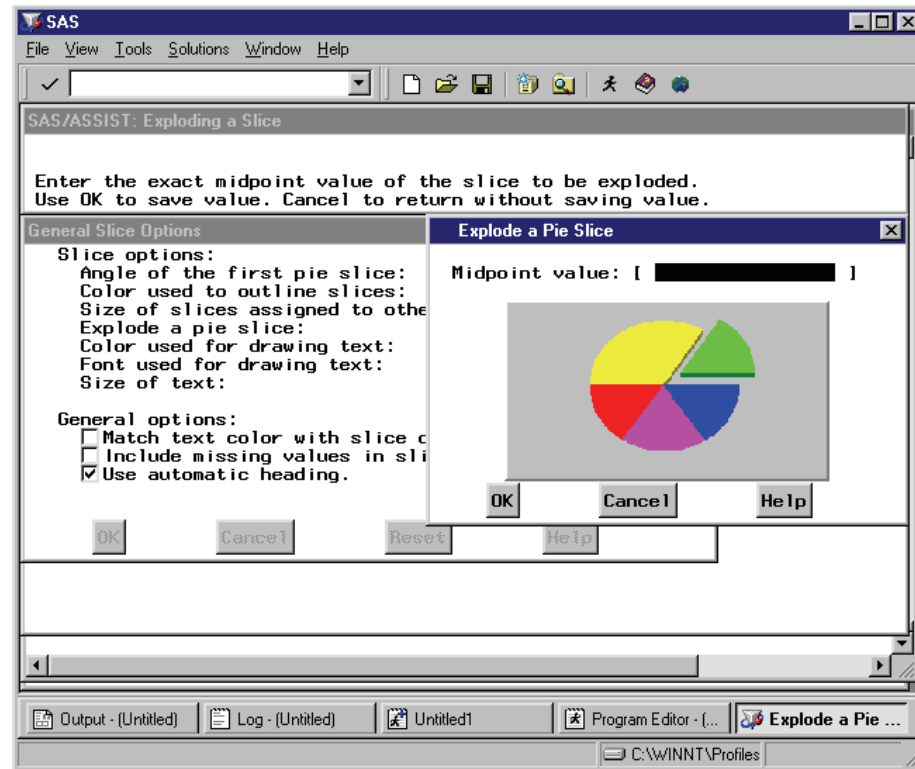 SAS
File View Tools Solutions Window Help
SAS/ASSIST: Exploding a Slice
Enter the exact midpoint value of the slice to be exploded.
Use OK to save value. Cancel to return without saving value.
General Slice Options
Slice options:
Angle of the first pie slice:
Color used to outline slices:
Size of slices assigned to othe
Explode a pie slice:
Color used for drawing text:
Font used for drawing text:
Size of text:
General options:
Match text color with slice c
Include missing values in sli
Use automatic heading.
OK Cancel Reset Help
Explode a Pie Slice
Midpoint value: [ ]
OK Cancel Help
Output - (Untitled) Log - (Untitled) Untitled1 Program Editor - (... Explode a Pie ...
C:\WINNT\Profiles